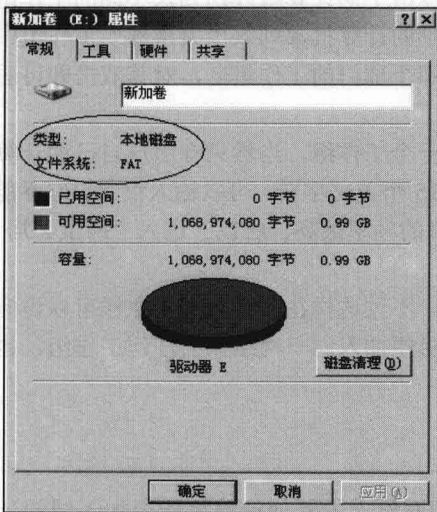 新加卷 (E:) 属性
常规 工具 硬件 共享
新加卷
类型: 本地磁盘
文件系统: FAT
已用空间: 0 字节 0 字节
可用空间: 1,068,974,080 字节 0.99 GB
容量: 1,068,974,080 字节 0.99 GB
驱动器 E 磁盘清理(D)
确定 取消 应用(A)